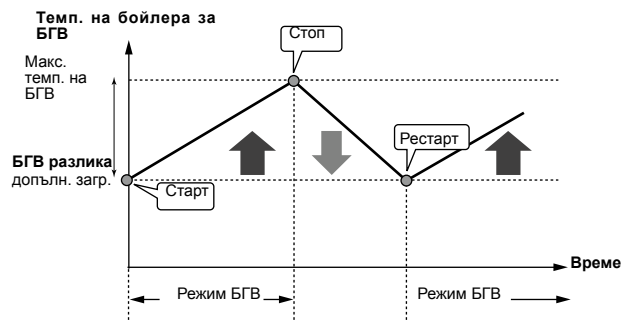 Темп. на бойлера за
БГВ
Стоп
Макс.
темп. на
БГВ
Рестарт
БГВ разлика
допълн. загр.
Старт
Време
Режим БГВ
Режим БГВ